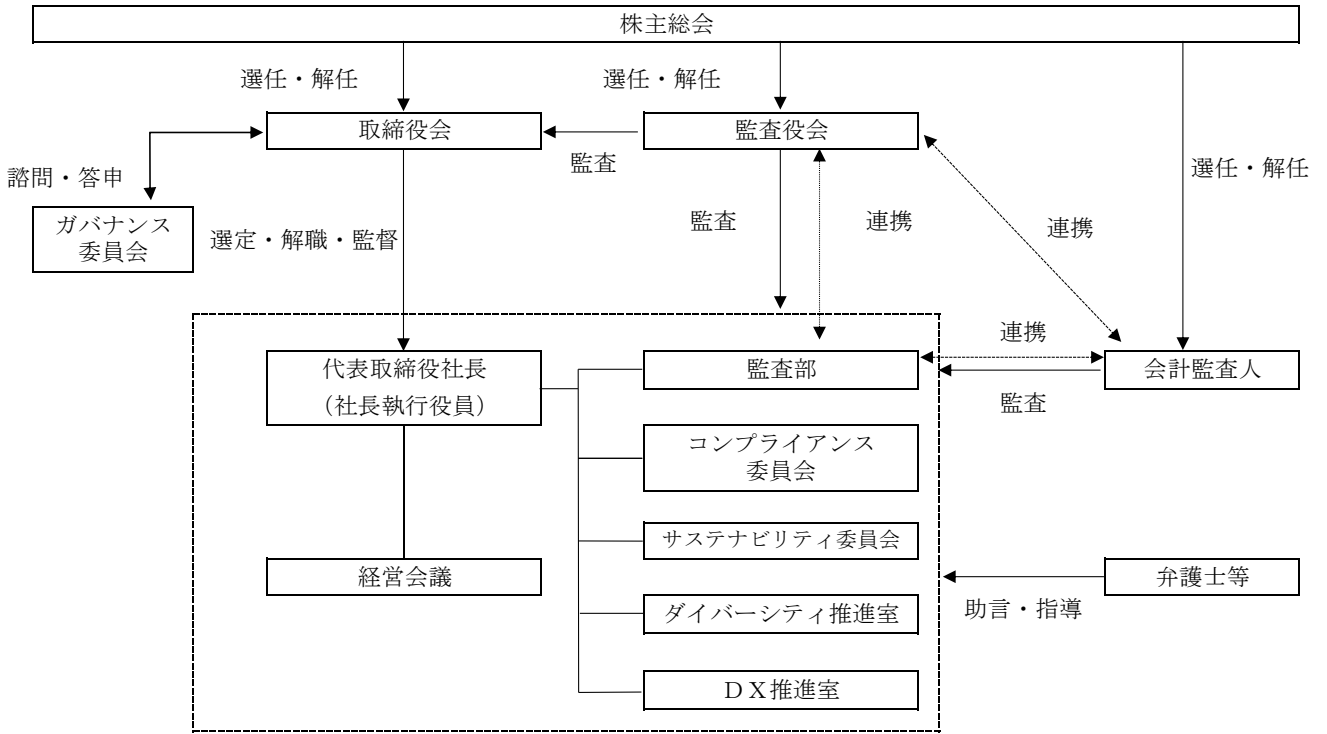 株主総会
選任・解任
選任・解任
取締役会
監査役会
監査
諮問・答申
選任・解任
ガバナンス
委員会
選定・解職・監督
監査
連携
連携
連携
代表取締役社長
(社長執行役員)
監査部
会計監査人
監査
コンプライアンス
委員会
サステナビリティ委員会
経営会議
弁護士等
助言・指導
ダイバーシティ推進室
ＤＸ推進室